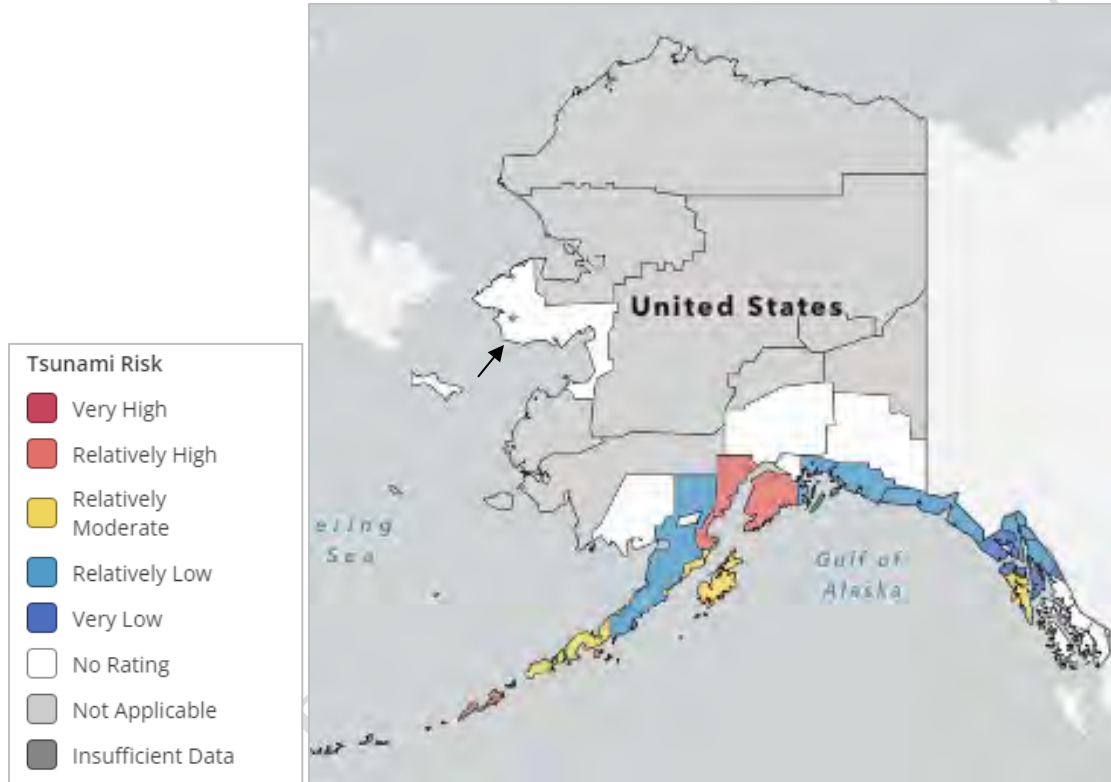 United States
Tsunami Risk
Very High
Relatively High
Relatively
Moderate
Relatively Low
Very Low
No Rating
Not Applicable
Insufficient Data
eiing
Sea
Gulf of
Alaska